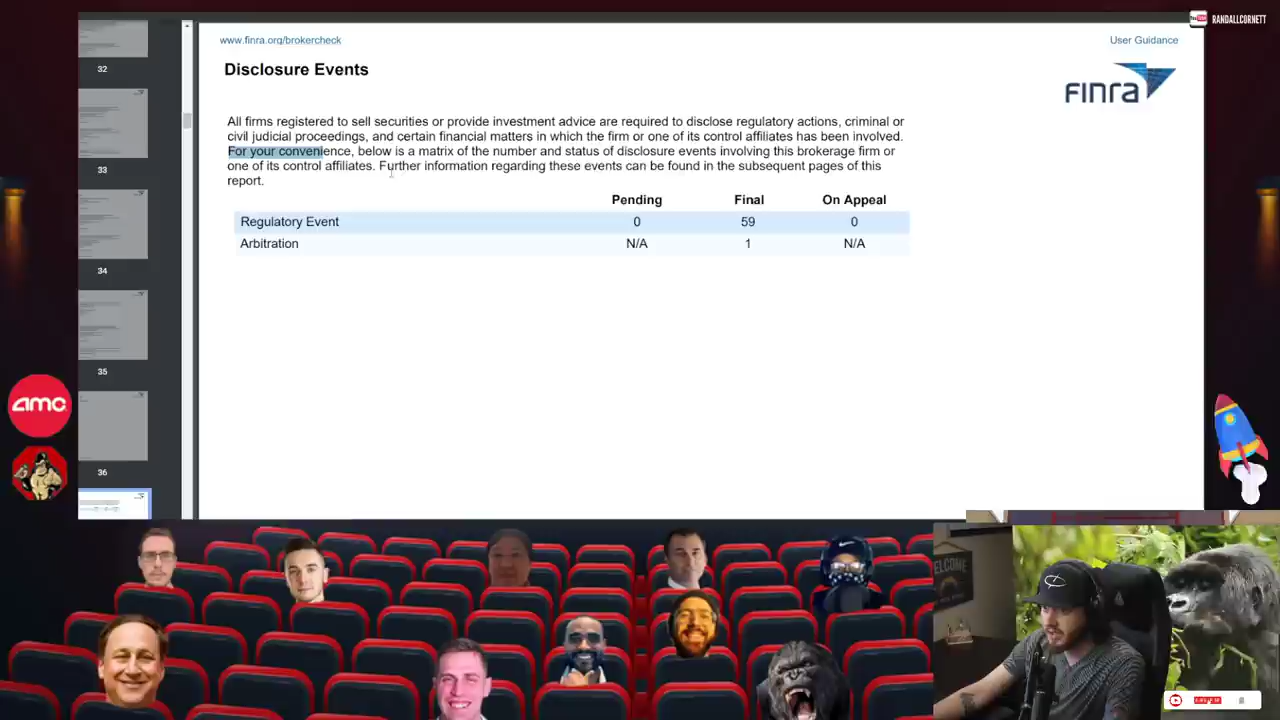 RANDALLCORNETT
www.finra.org/brokercheck
User Guidance
Disclosure Events
finra
All firms registered to sell securities or provide investment advice are required to disclose regulatory actions, criminal or
civil judicial proceedings, and certain financial matters in which the firm or one of its control affiliates has been involved.
For your convenience, below is a matrix of the number and status of disclosure events involving this brokerage firm or
one of its control affiliates. Further information regarding these events can be found in the subsequent pages of this
report.
Pending Final On Appeal
Regulatory Event 0 59 0
Arbitration N/A 1 N/A
32
33
34
35
36
amc
WELCOME